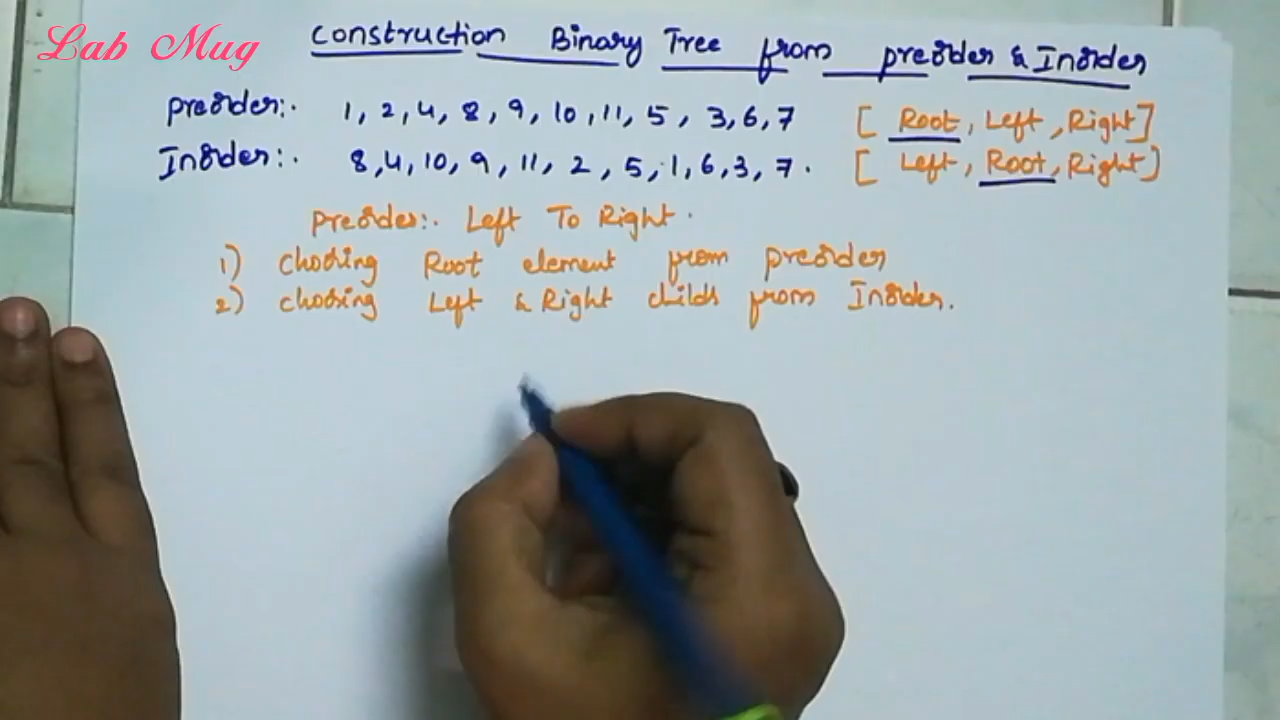 Lab Mug
Construction Binary Tree from preorder & Inorder
preorder:. 1, 2, 4, 8, 9, 10, 11, 5, 3, 6, 7 [ Root, Left, Right]
Inorder:. 8, 4, 10, 9, 11, 2, 5, 1, 6, 3, 7. [ Left, Root, Right]
preorder:. Left To Right.
1) choosing Root element from preorder
2) choosing Left & Right childs from Inorder.